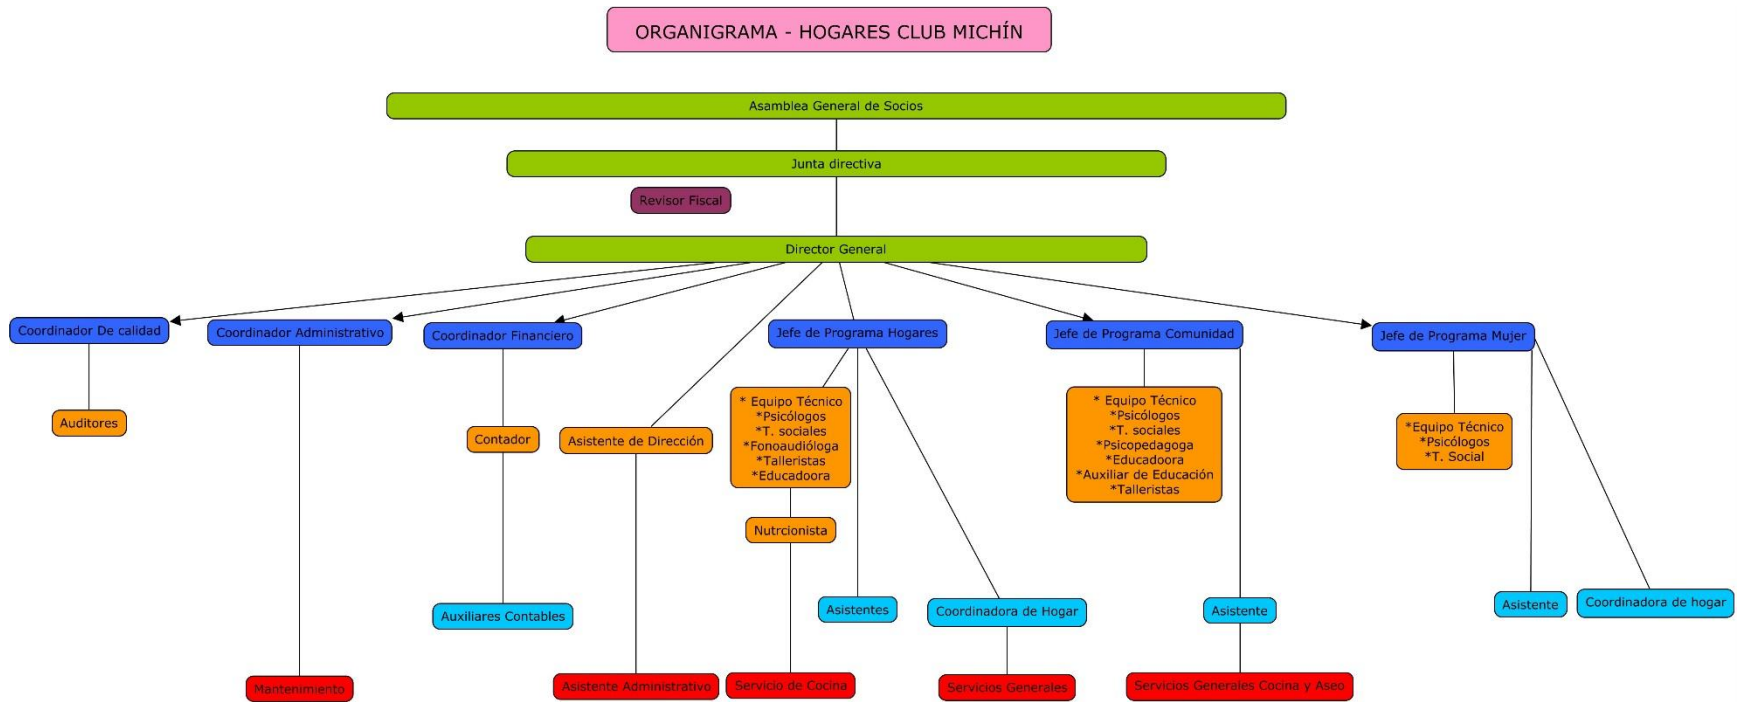 ORGANIGRAMA - HOGARES CLUB MICHÍN
Asamblea General de Socios
Junta directiva
Revisor Fiscal
Director General
Coordinador De calidad
Coordinador Administrativo
Coordinador Financiero
Jefe de Programa Hogares
Jefe de Programa Comunidad
Jefe de Programa Mujer
Auditores
Contador
Asistente de Dirección
* Equipo Técnico
*Psicólogos
*T. sociales
*Fonoaudióloga
*Talleristas
*Educadoora
* Equipo Técnico
*Psicólogos
*T. sociales
*Psicopedagoga
*Educadoora
*Auxiliar de Educación
*Talleristas
*Equipo Técnico
*Psicólogos
*T. Social
Nutrcionista
Auxiliares Contables
Asistentes
Coordinadora de Hogar
Asistente
Asistente
Coordinadora de hogar
Mantenimiento
Asistente Administrativo
Servicio de Cocina
Servicios Generales
Servicios Generales Cocina y Aseo